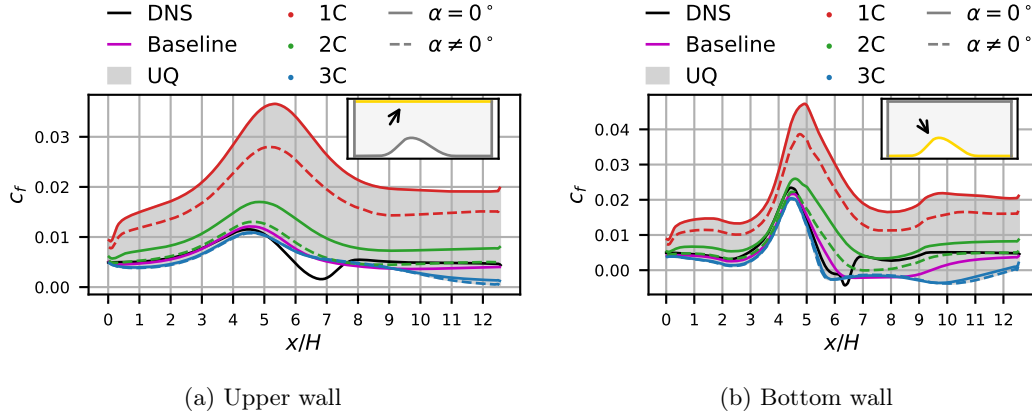 DNS 1C α = 0°
Baseline 2C α ≠ 0°
UQ 3C
0.03
0.02
0.01
0.00
c_f
0 1 2 3 4 5 6 7 8 9 10 11 12
x/H
(a) Upper wall
DNS 1C α = 0°
Baseline 2C α ≠ 0°
UQ 3C
0.04
0.03
0.02
0.01
0.00
c_f
0 1 2 3 4 5 6 7 8 9 10 11 12
x/H
(b) Bottom wall